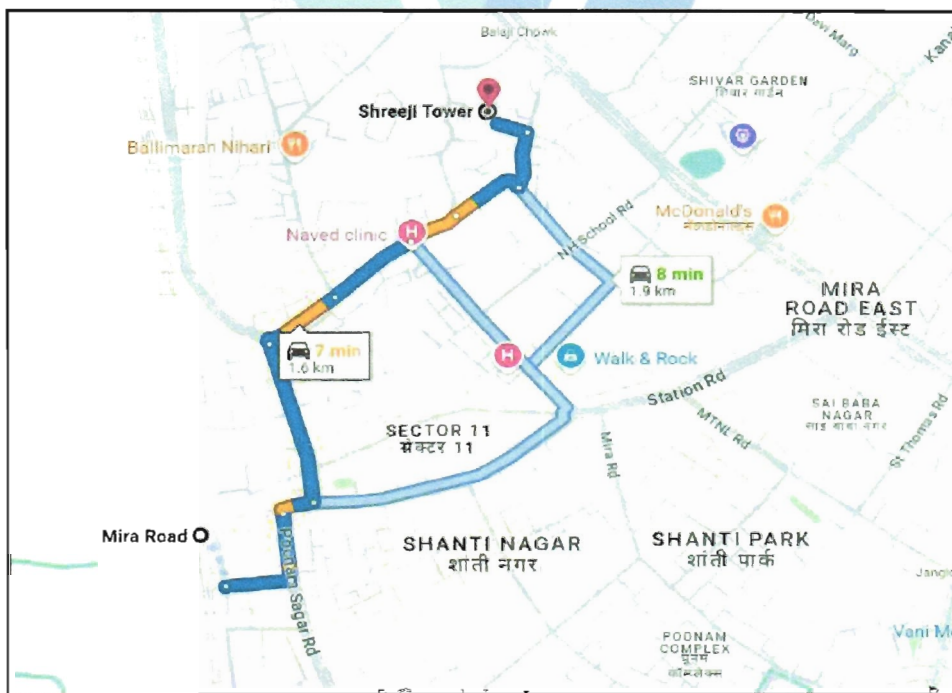 Balaji Chowk
Devi Marg
SHIVAR GARDEN
शिवार गार्डन
Shreeji Tower
Ballimaran Nihari
McDonald's
NH School Rd
Naved clinic
8 min
1.9 km
MIRA
ROAD EAST
मिरा रोड ईस्ट
7 min
1.6 km
Walk & Rock
Station Rd
SAI BABA
NAGAR
साई बाबा नगर
MTNL Rd
St Thomas Rd
SECTOR 11
सेक्टर 11
Mira Rd
Mira Road
SHANTI NAGAR
शांती नगर
SHANTI PARK
शांती पार्क
Poonam Sagar Rd
POONAM
COMPLEX
पूनम
कॉम्प्लेक्स